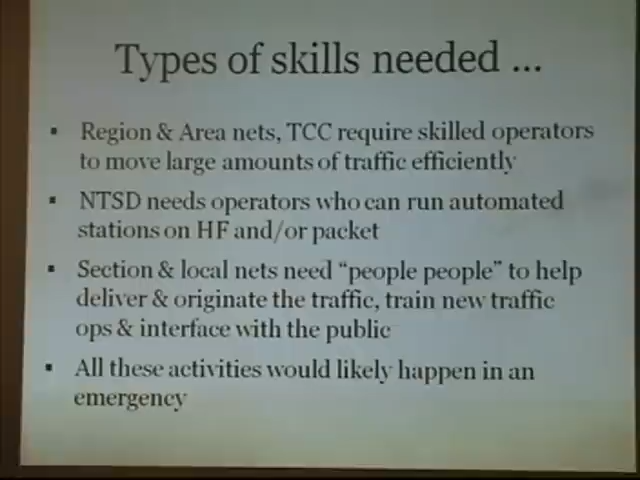 Types of skills needed ...
▪ Region & Area nets, TCC require skilled operators
to move large amounts of traffic efficiently
▪ NTSD needs operators who can run automated
stations on HF and/or packet
▪ Section & local nets need “people people” to help
deliver & originate the traffic, train new traffic
ops & interface with the public
▪ All these activities would likely happen in an
emergency